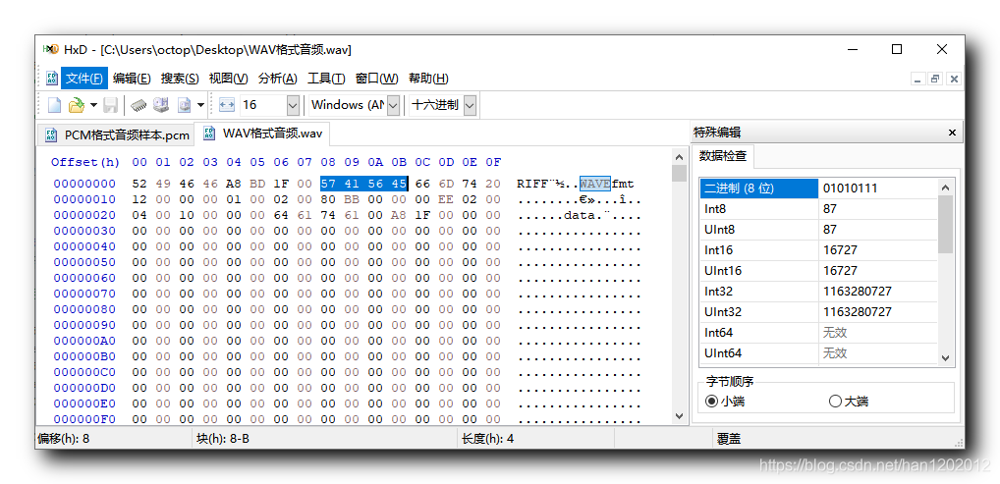 HxD - [C:\Users\octop\Desktop\WAV格式音频.wav]
文件(F) 编辑(E) 搜索(S) 视图(V) 分析(A) 工具(T) 窗口(W) 帮助(H)
16 Windows (AN 十六进制
PCM格式音频样本.pcm WAV格式音频.wav
Offset(h) 00 01 02 03 04 05 06 07 08 09 0A 0B 0C 0D 0E 0F
00000000 52 49 46 46 A8 BD 1F 00 57 41 56 45 66 6D 74 20 RIFF¨½..WAVEfmt
00000010 12 00 00 00 01 00 02 00 80 BB 00 00 00 EE 02 00 ........€»...î..
00000020 04 00 10 00 00 00 64 61 74 61 00 A8 1F 00 00 00 ......data.¨....
00000030 00 00 00 00 00 00 00 00 00 00 00 00 00 00 00 00 ................
00000040 00 00 00 00 00 00 00 00 00 00 00 00 00 00 00 00 ................
00000050 00 00 00 00 00 00 00 00 00 00 00 00 00 00 00 00 ................
00000060 00 00 00 00 00 00 00 00 00 00 00 00 00 00 00 00 ................
00000070 00 00 00 00 00 00 00 00 00 00 00 00 00 00 00 00 ................
00000080 00 00 00 00 00 00 00 00 00 00 00 00 00 00 00 00 ................
00000090 00 00 00 00 00 00 00 00 00 00 00 00 00 00 00 00 ................
000000A0 00 00 00 00 00 00 00 00 00 00 00 00 00 00 00 00 ................
000000B0 00 00 00 00 00 00 00 00 00 00 00 00 00 00 00 00 ................
000000C0 00 00 00 00 00 00 00 00 00 00 00 00 00 00 00 00 ................
000000D0 00 00 00 00 00 00 00 00 00 00 00 00 00 00 00 00 ................
000000E0 00 00 00 00 00 00 00 00 00 00 00 00 00 00 00 00 ................
000000F0 00 00 00 00 00 00 00 00 00 00 00 00 00 00 00 00 ................
特殊编辑
数据检查
二进制 (8 位) 01010111
Int8 87
UInt8 87
Int16 16727
UInt16 16727
Int32 1163280727
UInt32 1163280727
Int64 无效
UInt64 无效
字节顺序
小端 大端
偏移(h): 8 块(h): 8-B 长度(h): 4 覆盖
https://blog.csdn.net/han1202012